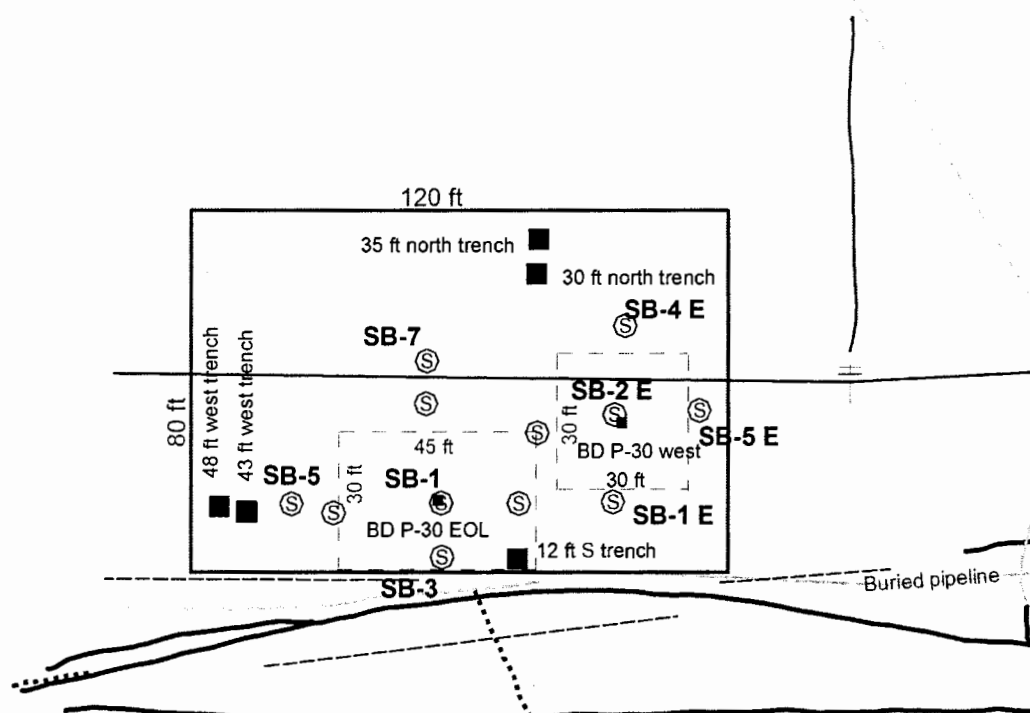 120 ft
35 ft north trench
30 ft north trench
SB-4 E
S
SB-7
S
48 ft west trench
43 ft west trench
80 ft
S
SB-2 E
S
S
30 ft
SB-5 E
S
45 ft
BD P-30 west
30 ft
30 ft
SB-5
S
S
SB-1
S
S
S
SB-1 E
BD P-30 EOL
S
12 ft S trench
SB-3
Buried pipeline